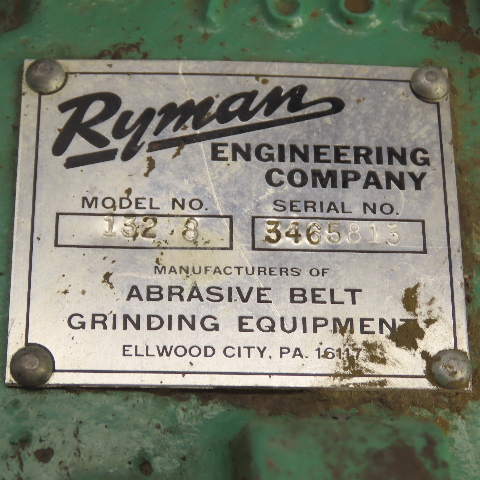 Ryman
ENGINEERING
COMPANY
MODEL NO. SERIAL NO.
132 8 3465813
MANUFACTURERS OF
ABRASIVE BELT
GRINDING EQUIPMENT
ELLWOOD CITY, PA. 16117